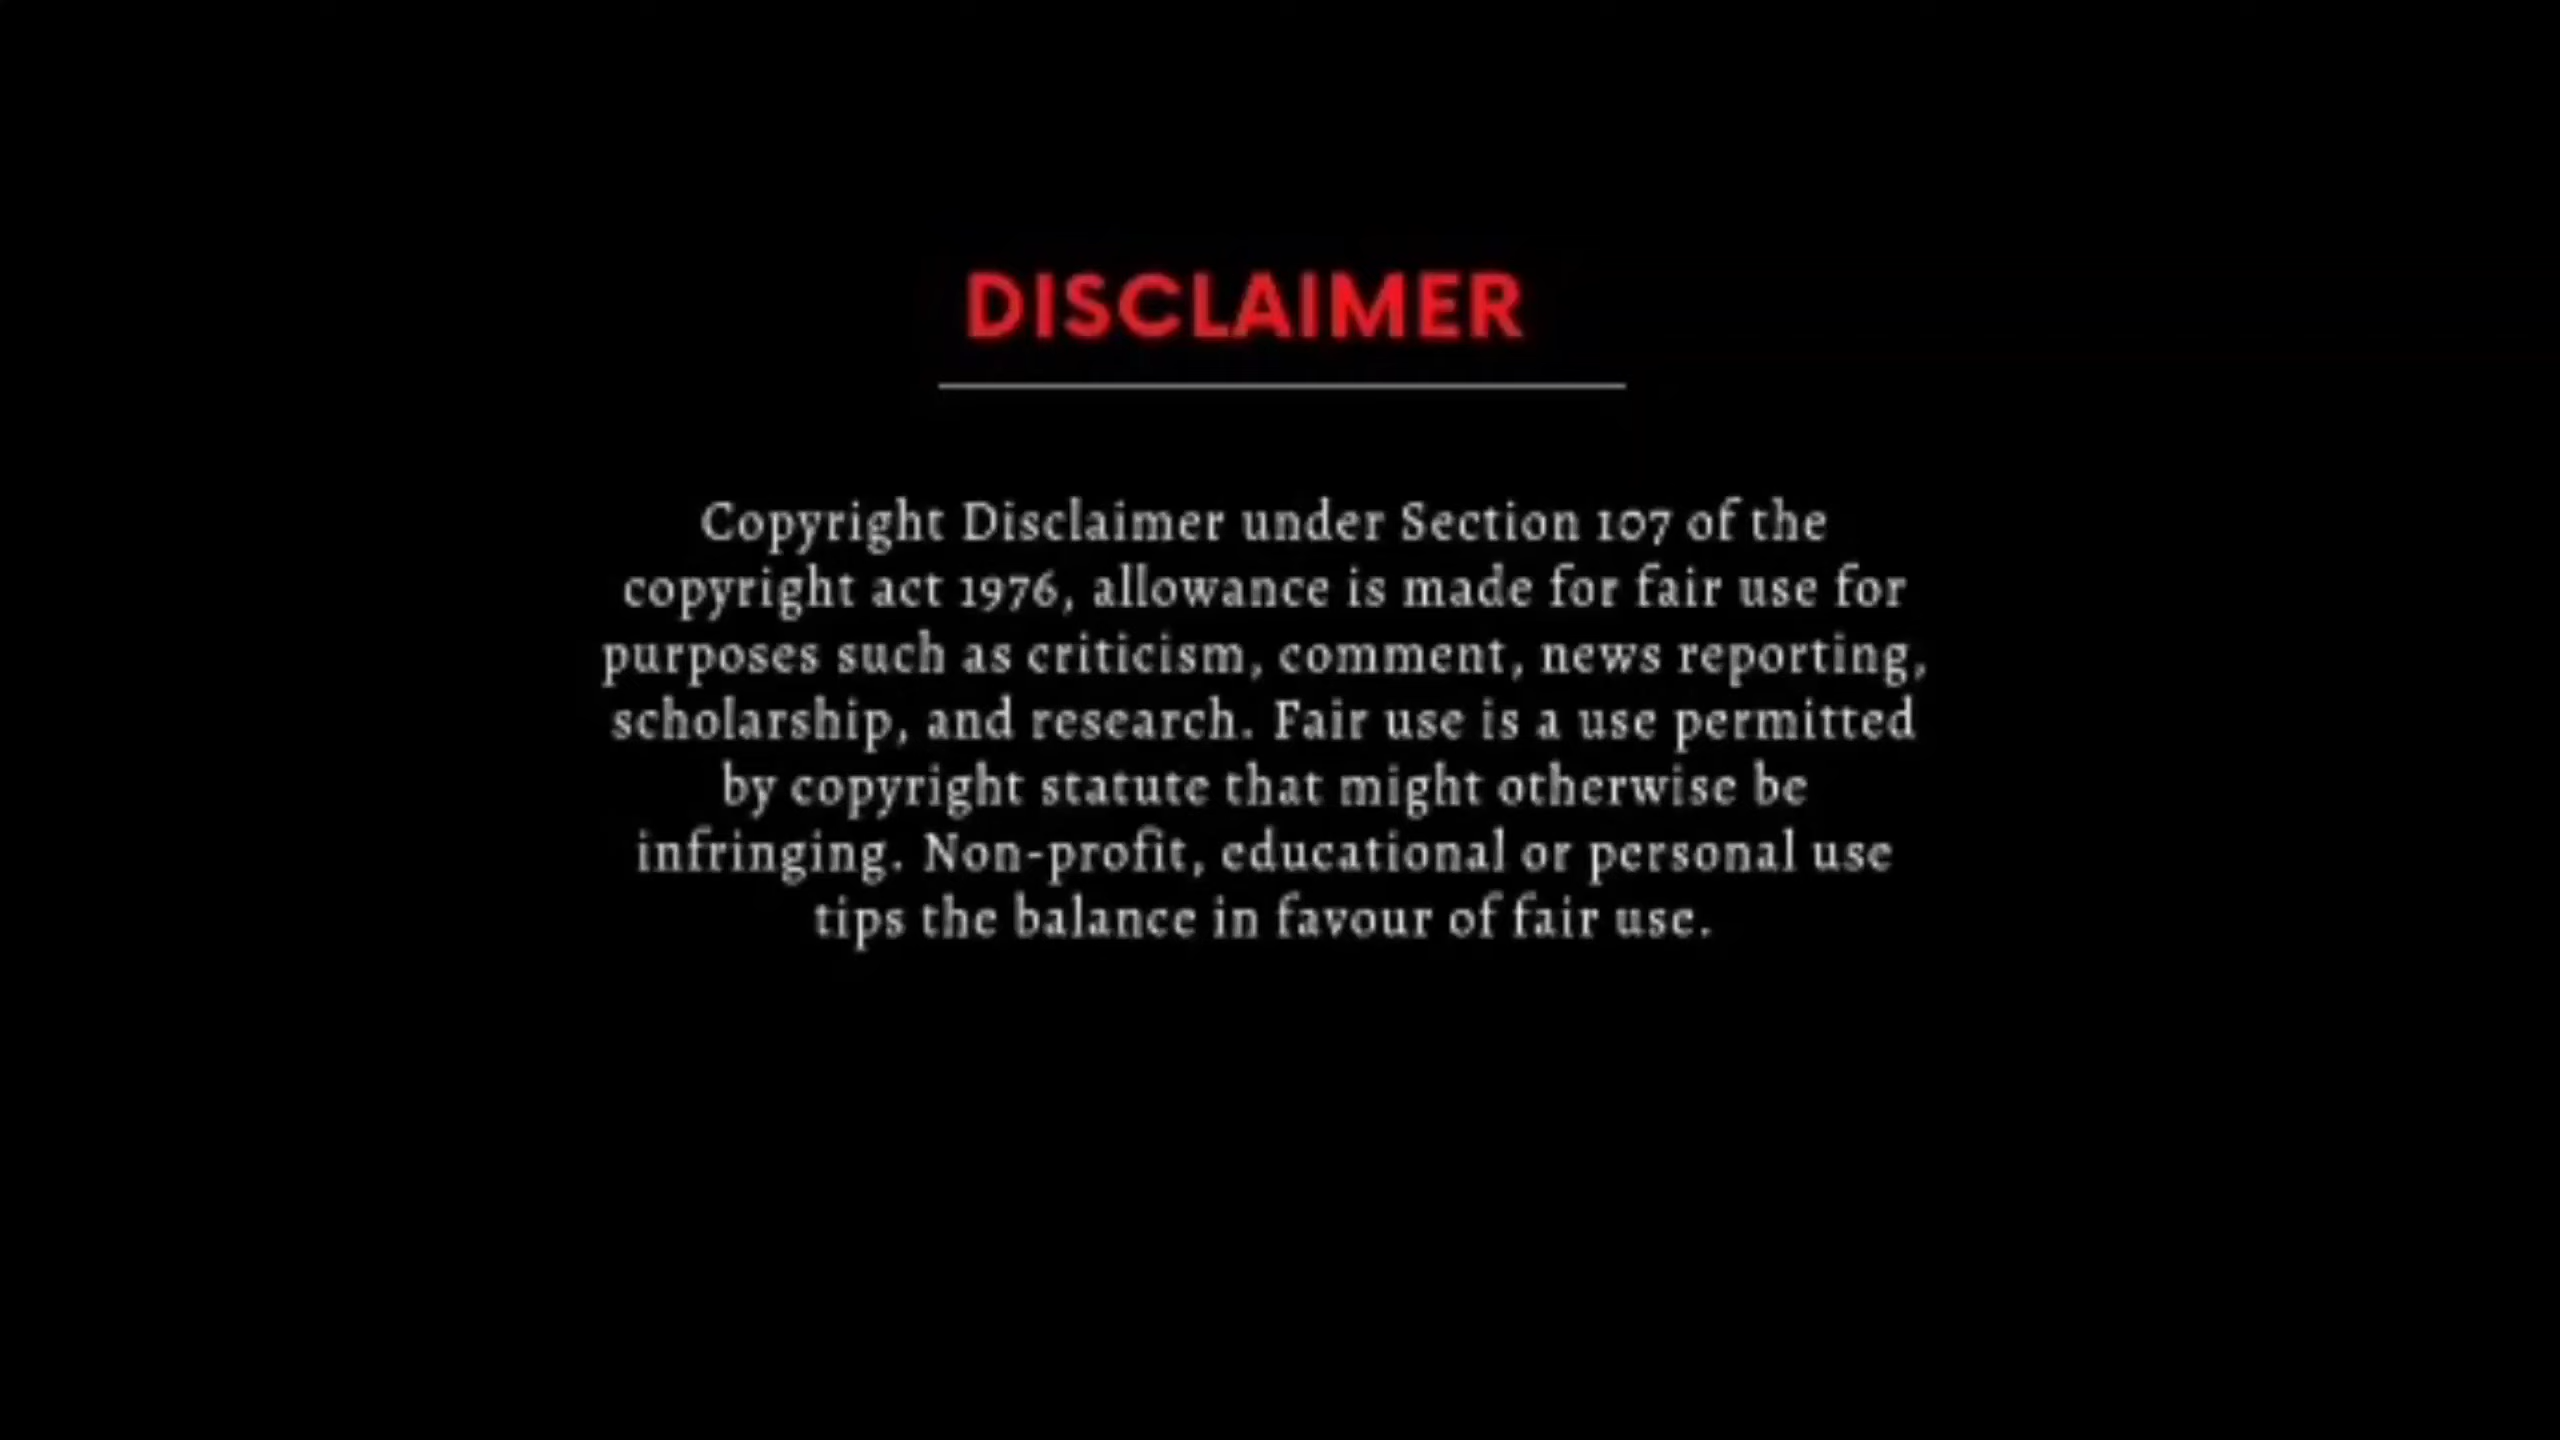 DISCLAIMER
Copyright Disclaimer under Section 107 of the
copyright act 1976, allowance is made for fair use for
purposes such as criticism, comment, news reporting,
scholarship, and research. Fair use is a use permitted
by copyright statute that might otherwise be
infringing. Non-profit, educational or personal use
tips the balance in favour of fair use.